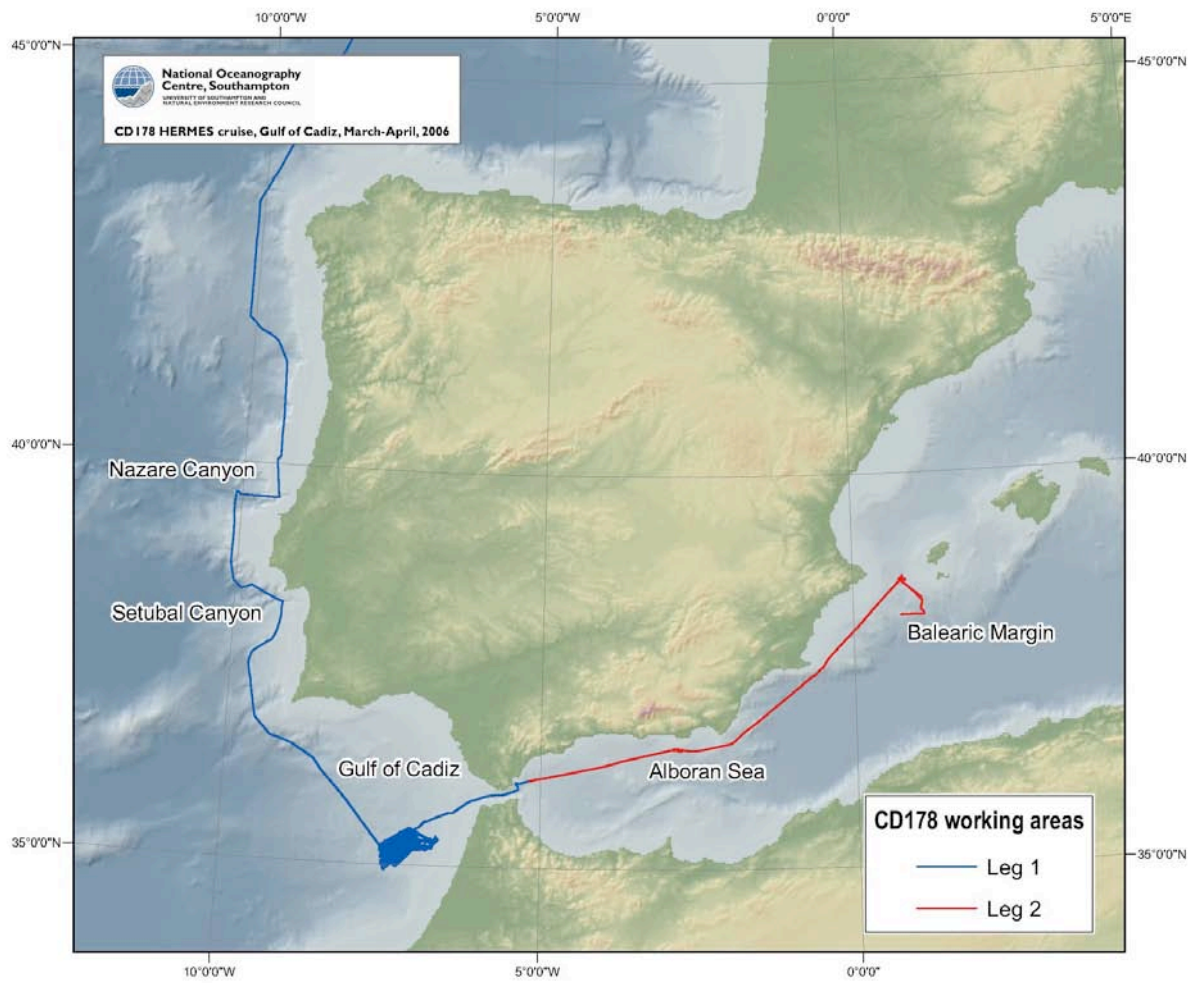 10°0'0"W 5°0'0"W 0°0'0" 5°0'0"E
45°0'0"N 45°0'0"N
National Oceanography
Centre, Southampton
UNIVERSITY OF SOUTHAMPTON AND
NATURAL ENVIRONMENT RESEARCH COUNCIL
CD178 HERMES cruise, Gulf of Cadiz, March-April, 2006
40°0'0"N 40°0'0"N
Nazare Canyon
Setubal Canyon
Balearic Margin
Gulf of Cadiz
Alboran Sea
35°0'0"N 35°0'0"N
CD178 working areas
Leg 1
Leg 2
10°0'0"W 5°0'0"W 0°0'0"